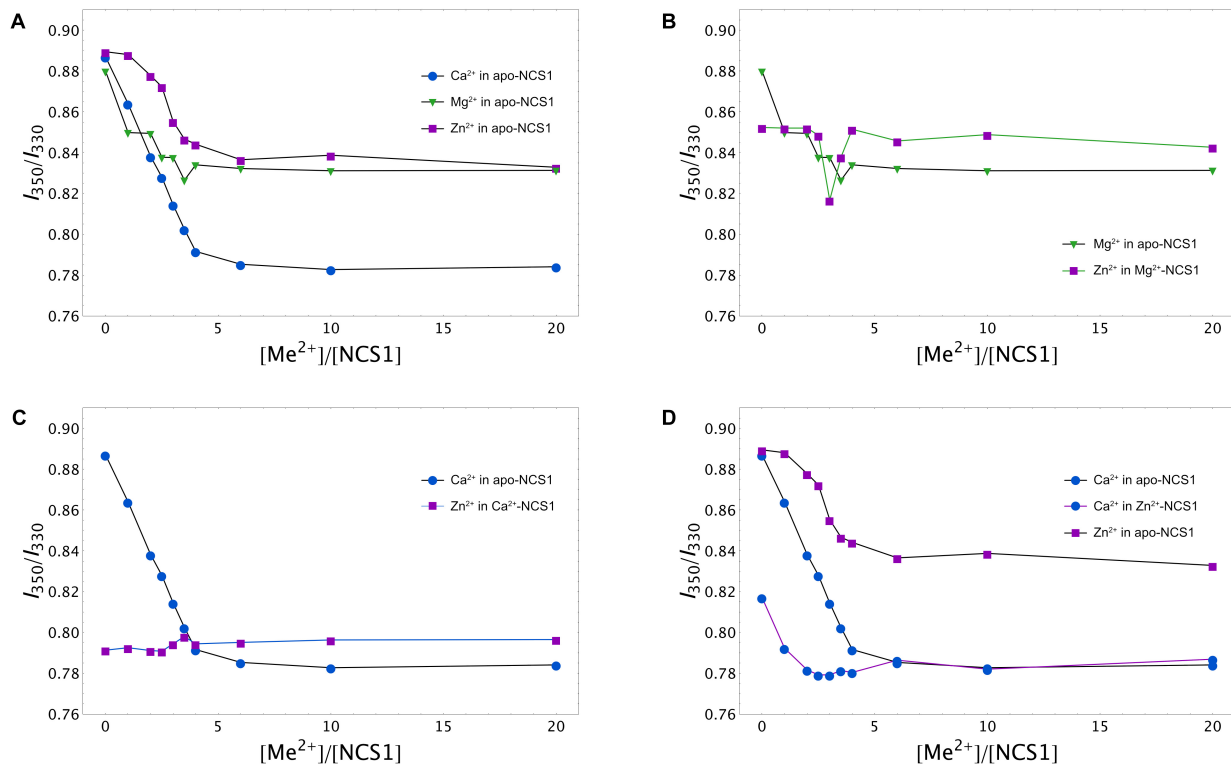 A
0.90
0.88
0.86
0.84
0.82
0.80
0.78
0.76
I350/I330
Ca²⁺ in apo-NCS1
Mg²⁺ in apo-NCS1
Zn²⁺ in apo-NCS1
0 5 10 15 20
[Me²⁺]/[NCS1]
B
0.90
0.88
0.86
0.84
0.82
0.80
0.78
0.76
I350/I330
Mg²⁺ in apo-NCS1
Zn²⁺ in Mg²⁺-NCS1
0 5 10 15 20
[Me²⁺]/[NCS1]
C
0.90
0.88
0.86
0.84
0.82
0.80
0.78
0.76
I350/I330
Ca²⁺ in apo-NCS1
Zn²⁺ in Ca²⁺-NCS1
0 5 10 15 20
[Me²⁺]/[NCS1]
D
0.90
0.88
0.86
0.84
0.82
0.80
0.78
0.76
I350/I330
Ca²⁺ in apo-NCS1
Ca²⁺ in Zn²⁺-NCS1
Zn²⁺ in apo-NCS1
0 5 10 15 20
[Me²⁺]/[NCS1]